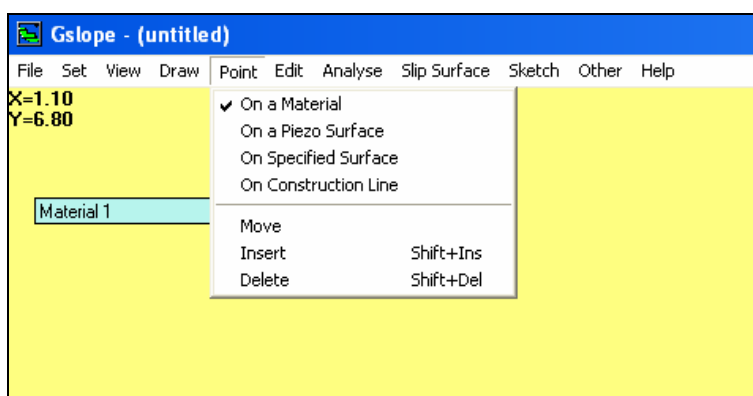 Gslope - (untitled)
File Set View Draw Point Edit Analyse Slip Surface Sketch Other Help
X=1.10
Y=6.80
✔ On a Material
On a Piezo Surface
On Specified Surface
On Construction Line
Material 1
Move
Insert Shift+Ins
Delete Shift+Del